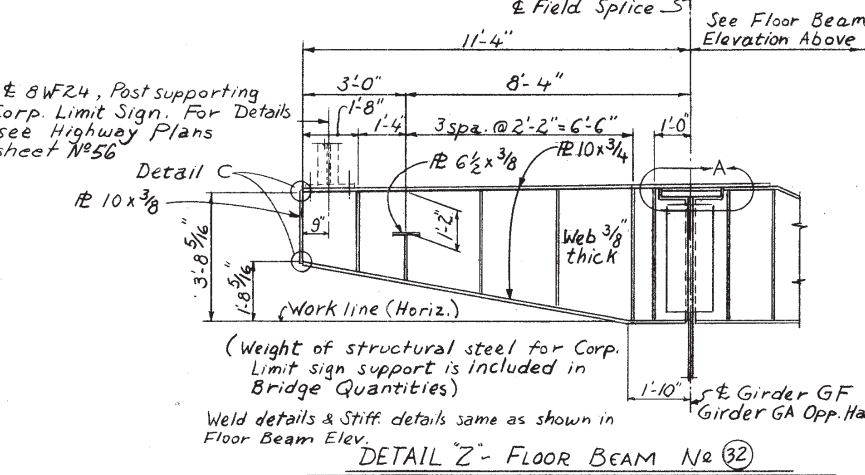 ℄ Field Splice S
See Floor Beam
Elevation Above
11'-4"
3'-0"
8'-4"
℄ 8WF24, Post supporting
Corp. Limit Sign. For Details
see Highway Plans
sheet Nº 56
1'-8"
1'-4"
3 spa. @ 2'-2" = 6'-6"
1'-0"
Detail C
℄ 6½ x 3/8
℄ 10 x 3/4
A
℄ 10 x 3/8
9"
1'-2"
Web 3/8"
thick
3'-8 5/16"
1'-8 5/16"
Work line (Horiz.)
(Weight of structural steel for Corp.
Limit sign support is included in
Bridge Quantities)
1'-10"
℄ Girder GF
Girder GA Opp. Ha
Weld details & Stiff. details same as shown in
Floor Beam Elev.
DETAIL "Z" - FLOOR BEAM Nº 32